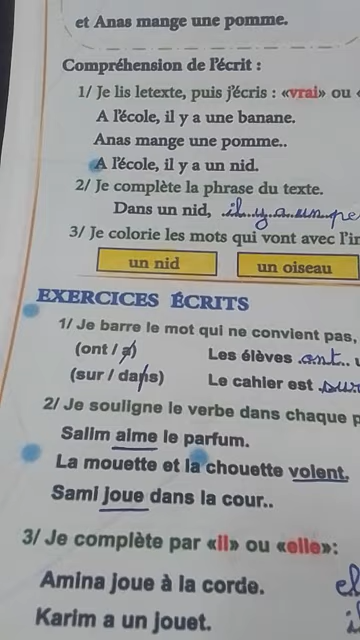 et Anas mange une pomme.
Compréhension de l'écrit :
1/ Je lis letexte, puis j'écris : «vrai» ou
A l'école, il y a une banane.
Anas mange une pomme..
A l'école, il y a un nid.
2/ Je complète la phrase du texte.
Dans un nid, il y a un pe
3/ Je colorie les mots qui vont avec l'ir
un nid
un oiseau
EXERCICES ÉCRITS
1/ Je barre le mot qui ne convient pas,
(ont / a) Les élèves ont..
(sur / dans) Le cahier est sur
2/ Je souligne le verbe dans chaque p
Salim aime le parfum.
La mouette et la chouette volent.
Sami joue dans la cour..
3/ Je complète par «il» ou «elle»:
Amina joue à la corde. el
Karim a un jouet. i